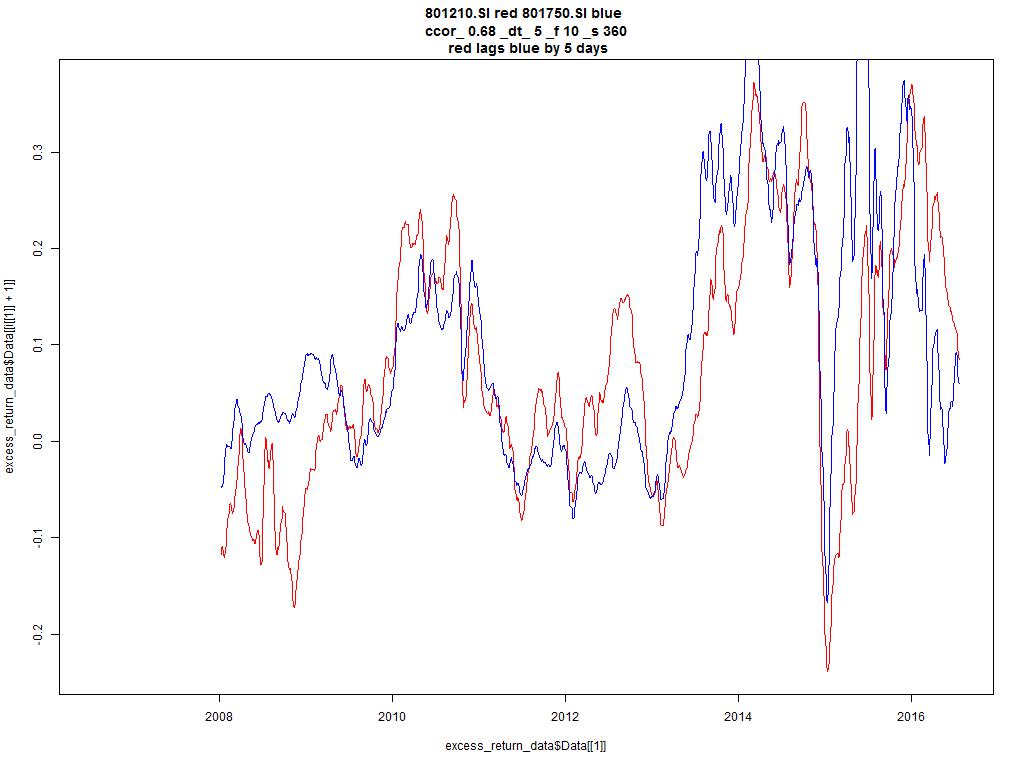 801210.SI red 801750.SI blue
ccor_ 0.68 _dt_ 5 _f 10 _s 360
red lags blue by 5 days
excess_return_data$Data[[i[[1]] + 1]]
0.3
0.2
0.1
0.0
-0.1
-0.2
2008 2010 2012 2014 2016
excess_return_data$Data[[1]]